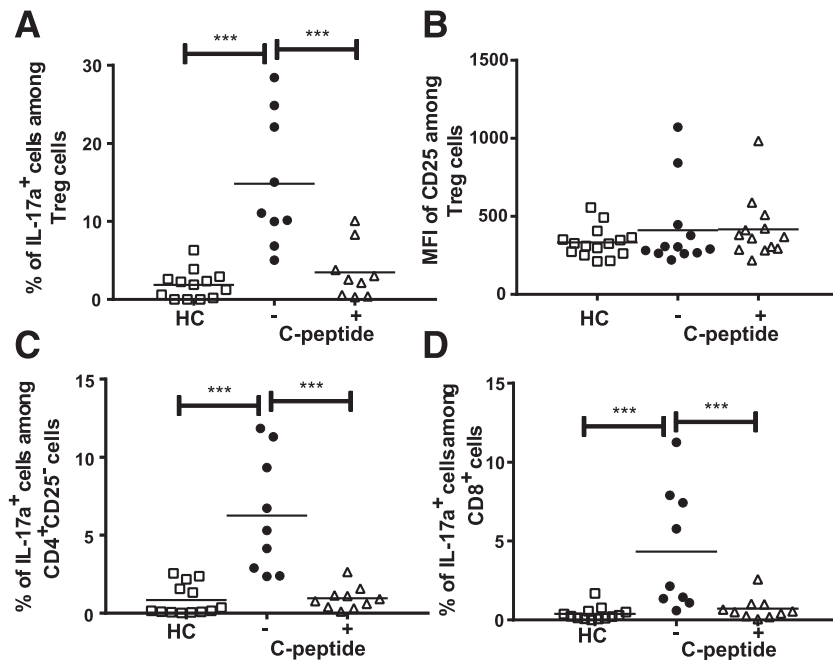 A
*** ***
% of IL-17a+ cells among
Treg cells
30
20
10
0
HC - +
C-peptide
B
MFI of CD25 among
Treg cells
1500
1000
500
0
HC - +
C-peptide
C
*** ***
% of IL-17a+ cells among
CD4+CD25- cells
15
10
5
0
HC - +
C-peptide
D
*** ***
% of IL-17a+ cellsamong
CD8+ cells
15
10
5
0
HC - +
C-peptide